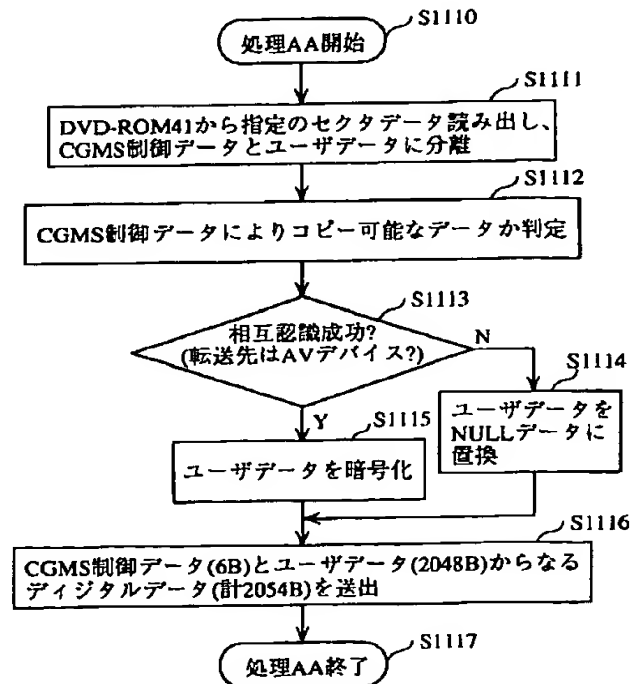 S1110
処理AA開始
S1111
DVD-ROM41から指定のセクタデータ読み出し、
CGMS制御データとユーザデータに分離
S1112
CGMS制御データによりコピー可能なデータか判定
S1113
相互認識成功?
(転送先はAVデバイス?)
N
S1114
ユーザデータを
NULLデータに
置換
Y
S1115
ユーザデータを暗号化
S1116
CGMS制御データ(6B)とユーザデータ(2048B)からなる
ディジタルデータ(計2054B)を送出
S1117
処理AA終了